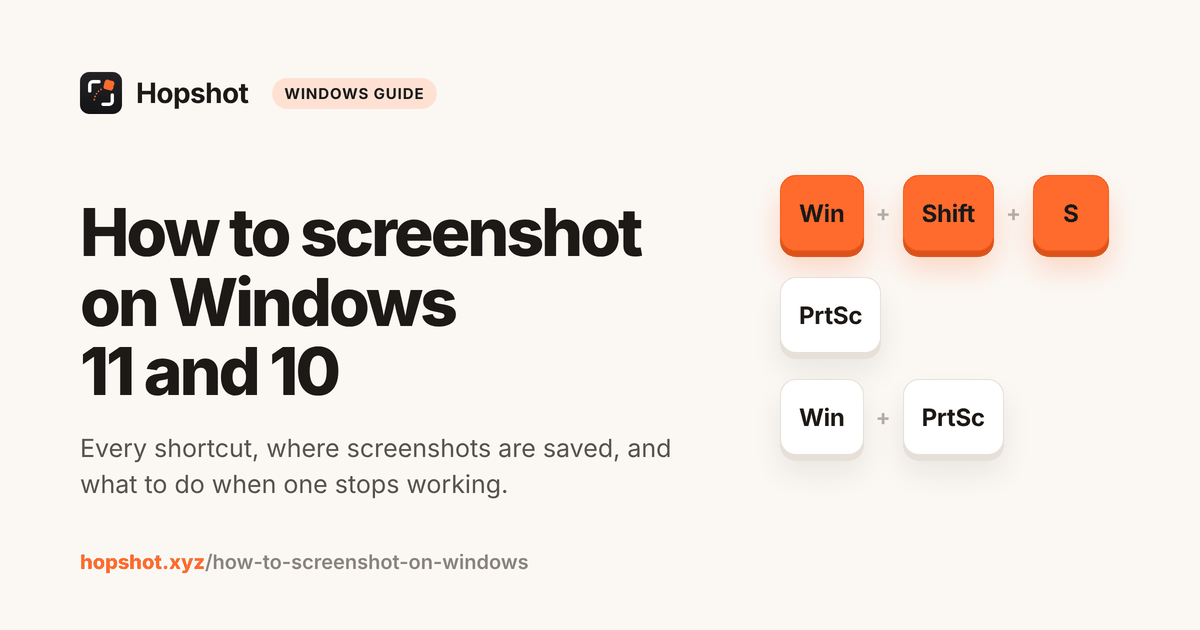 Hopshot
WINDOWS GUIDE
How to screenshot
on Windows
11 and 10
Every shortcut, where screenshots are saved, and
what to do when one stops working.
hopshot.xyz/how-to-screenshot-on-windows
Win + Shift + S
PrtSc
Win + PrtSc